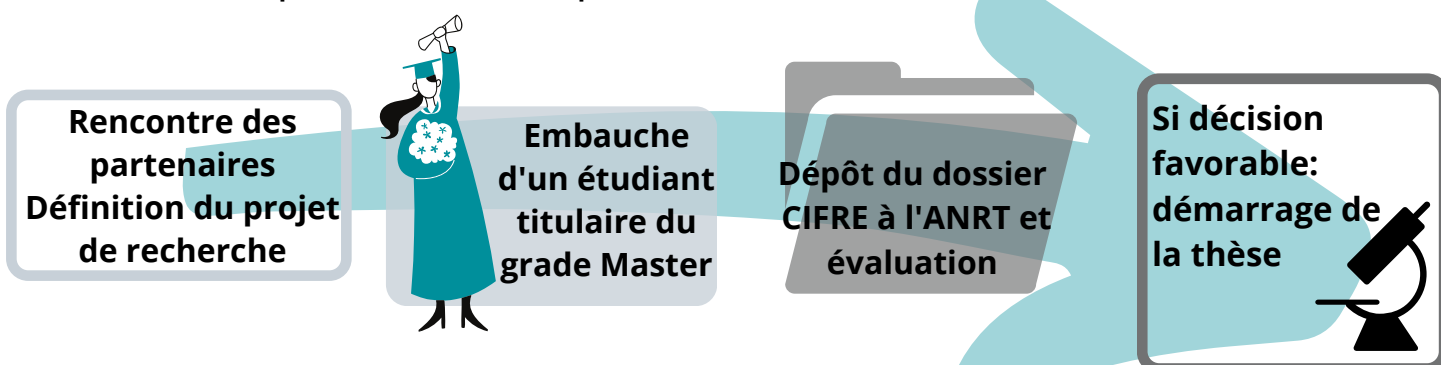 Rencontre des
partenaires
Définition du projet
de recherche
Embauche
d'un étudiant
titulaire du
grade Master
Dépôt du dossier
CIFRE à l'ANRT et
évaluation
Si décision
favorable:
démarrage de
la thèse